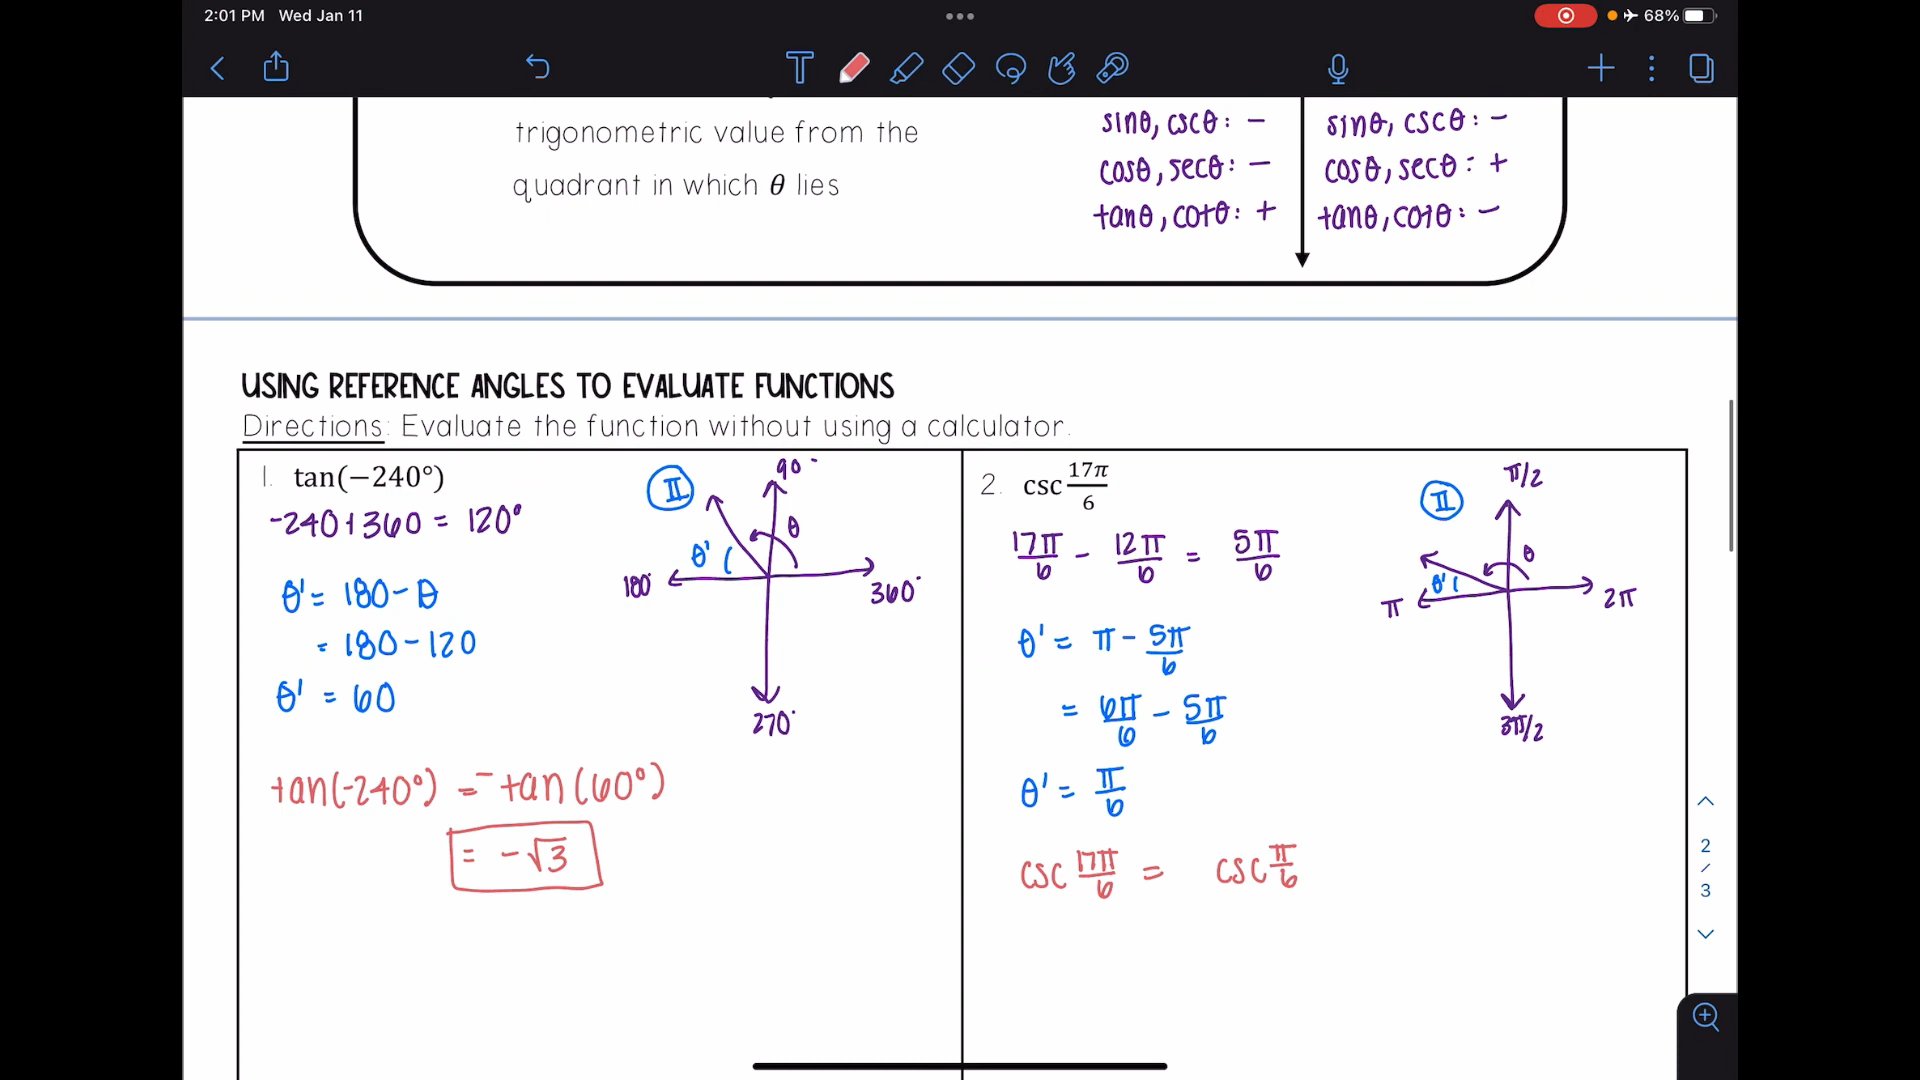 2:01 PM Wed Jan 11
68%
trigonometric value from the
quadrant in which θ lies
sinθ, cscθ: −
cosθ, secθ: −
tanθ, cotθ: +
sinθ, cscθ: −
cosθ, secθ: +
tanθ, cotθ: −
USING REFERENCE ANGLES TO EVALUATE FUNCTIONS
Directions: Evaluate the function without using a calculator.
1. tan(−240°)
-240+360 = 120°
θ' = 180 − θ
= 180 − 120
θ' = 60
tan(-240°) = -tan(60°)
= -√3
II
90°
θ
θ'
180°
360°
270°
2. csc 17π/6
17π/6 − 12π/6 = 5π/6
θ' = π − 5π/6
= 6π/6 − 5π/6
θ' = π/6
csc 17π/6 = csc π/6
II
π/2
θ
θ'
π
2π
3π/2
2
/
3